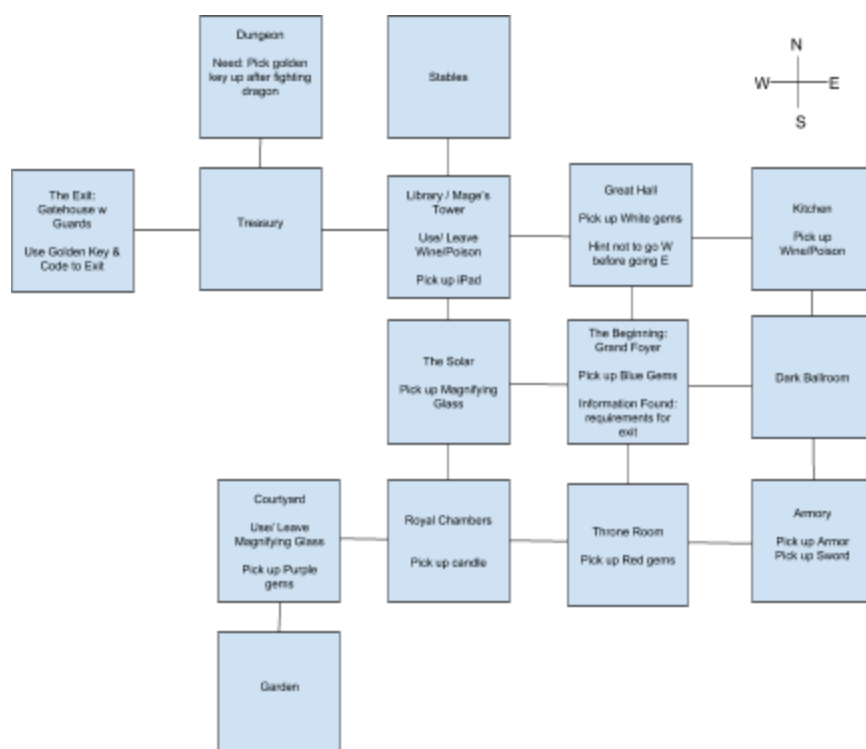 Dungeon
Need: Pick golden
key up after fighting
dragon
Stables
N
W
E
S
The Exit:
Gatehouse w
Guards
Use Golden Key &
Code to Exit
Treasury
Library / Mage's
Tower
Use/ Leave
Wine/Poison
Pick up iPad
Great Hall
Pick up White gems
Hint not to go W
before going E
Kitchen
Pick up
Wine/Poison
The Solar
Pick up Magnifying
Glass
The Beginning:
Grand Foyer
Pick up Blue Gems
Information Found:
requirements for
exit
Dark Ballroom
Courtyard
Use/ Leave
Magnifying Glass
Pick up Purple
gems
Royal Chambers
Pick up candle
Throne Room
Pick up Red gems
Armory
Pick up Armor
Pick up Sword
Garden